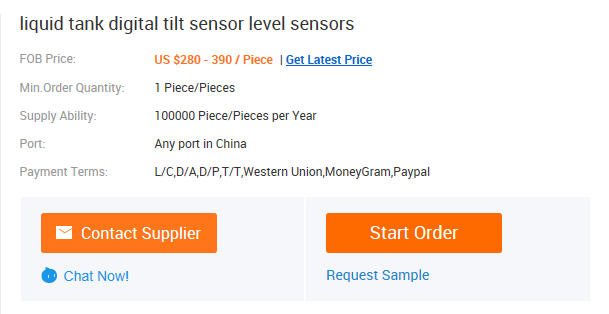 liquid tank digital tilt sensor level sensors
FOB Price: US $280 - 390 / Piece | Get Latest Price
Min.Order Quantity: 1 Piece/Pieces
Supply Ability: 100000 Piece/Pieces per Year
Port: Any port in China
Payment Terms: L/C,D/A,D/P,T/T,Western Union,MoneyGram,Paypal
Contact Supplier Start Order
Chat Now! Request Sample